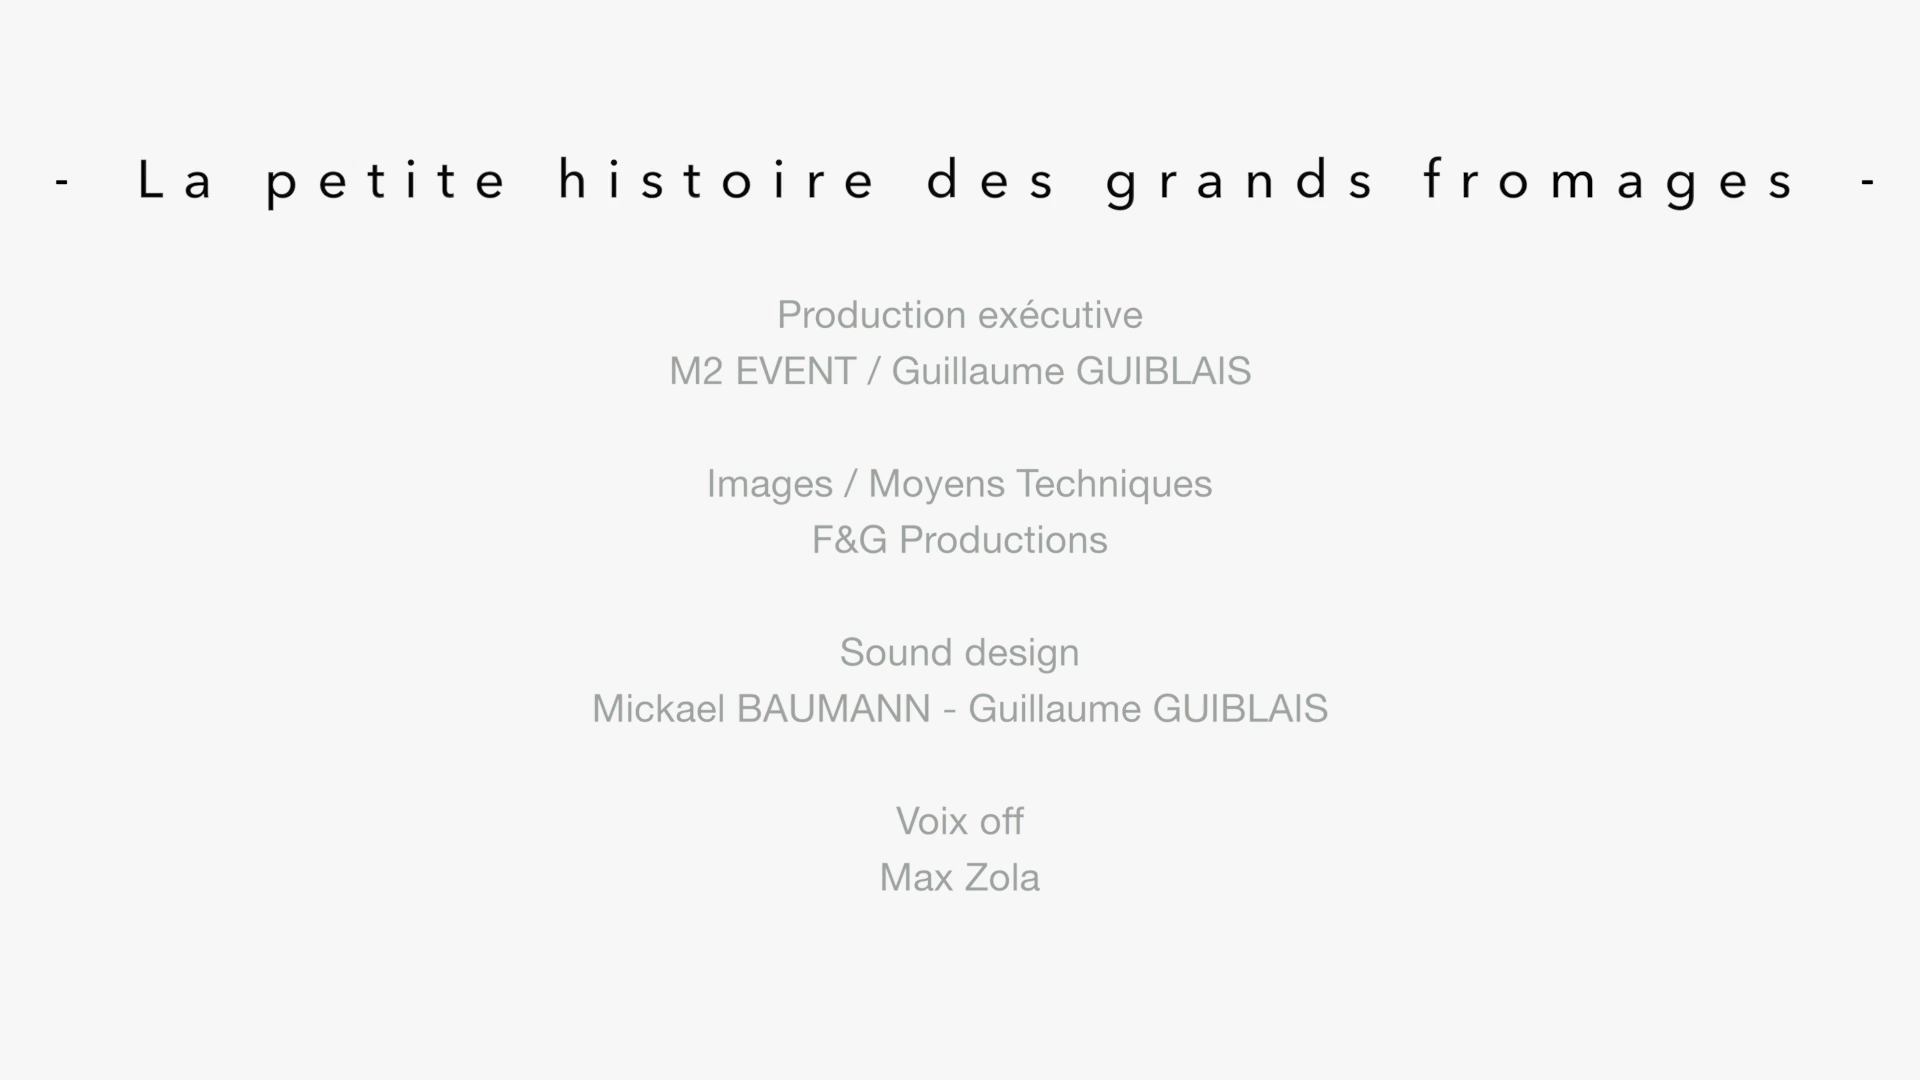 - La petite histoire des grands fromages -
Production exécutive
M2 EVENT / Guillaume GUIBLAIS
Images / Moyens Techniques
F&G Productions
Sound design
Mickael BAUMANN - Guillaume GUIBLAIS
Voix off
Max Zola